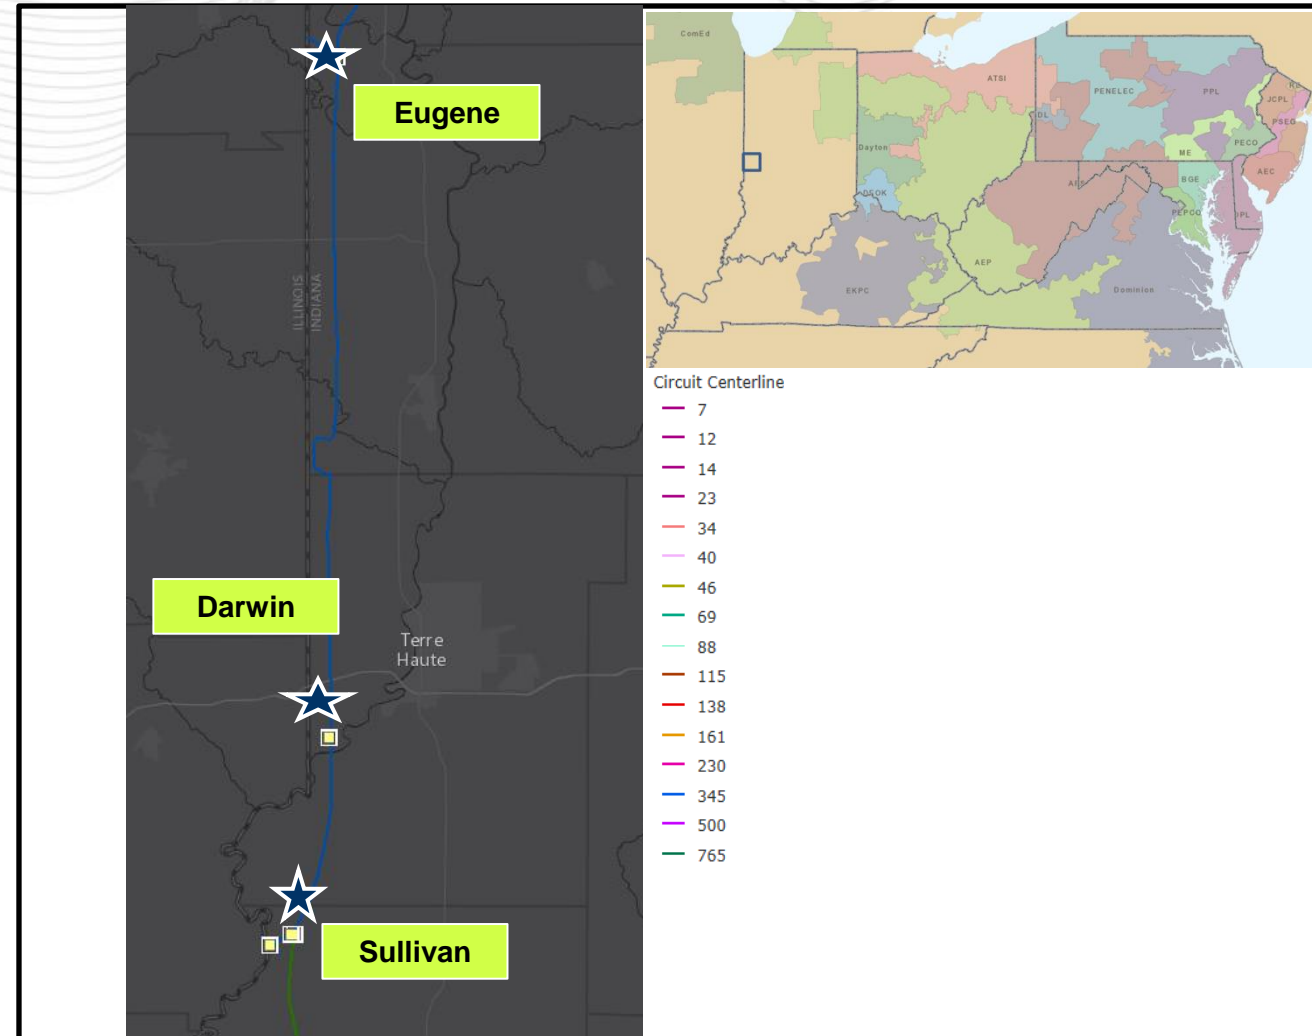 Eugene
ILLINOIS
INDIANA
Darwin
Terre
Haute
Sullivan
ComEd
ATSI
PENELEC
PPL
JCPL
PSEG
DL
Dayton
ME
PECO
AEC
BGE
DEOK
PEPCO
DPL
AEP
EKPC
Dominion
Circuit Centerline
7
12
14
23
34
40
46
69
88
115
138
161
230
345
500
765